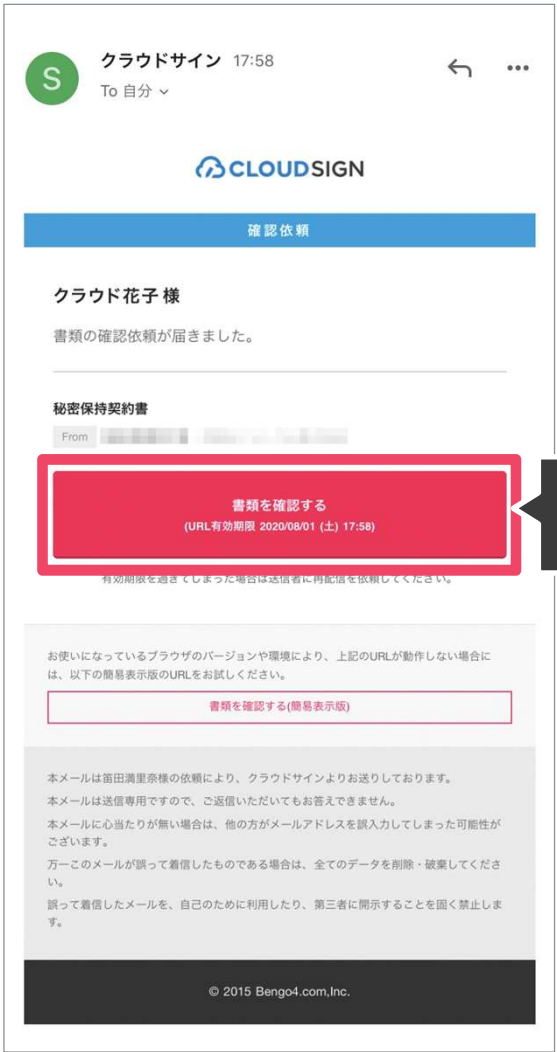 S
クラウドサイン 17:58
To 自分
CLOUDSIGN
確認依頼
クラウド花子 様
書類の確認依頼が届きました。
秘密保持契約書
From
書類を確認する
(URL有効期限 2020/08/01 (土) 17:58)
有効期限を過ぎてしまった場合は送信者に再配信を依頼してください。
お使いになっているブラウザのバージョンや環境により、上記のURLが動作しない場合に
は、以下の簡易表示版のURLをお試しください。
書類を確認する(簡易表示版)
本メールは笛田満里奈様の依頼により、クラウドサインよりお送りしております。
本メールは送信専用ですので、ご返信いただいてもお答えできません。
本メールに心当たりが無い場合は、他の方がメールアドレスを誤入力してしまった可能性が
ございます。
万一このメールが誤って着信したものである場合は、全てのデータを削除・破棄してくださ
い。
誤って着信したメールを、自己のために利用したり、第三者に開示することを固く禁止しま
す。
© 2015 Bengo4.com,Inc.